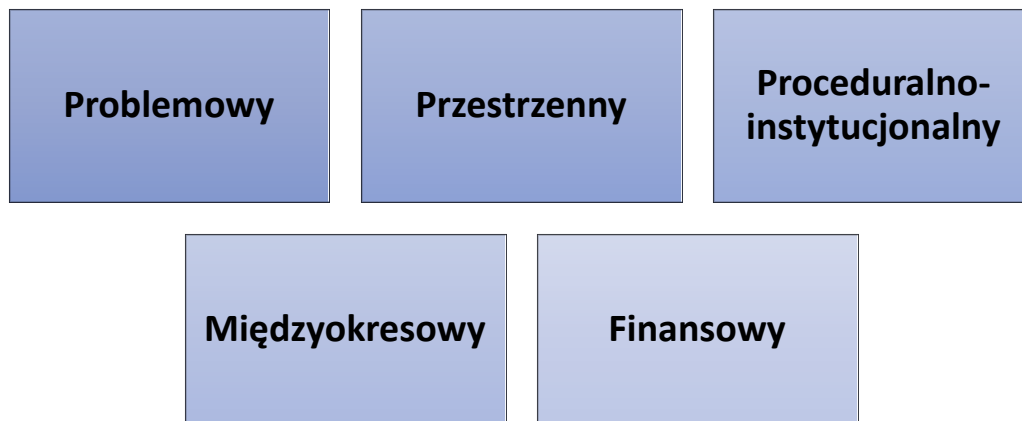 Problemowy
Przestrzenny
Proceduralno-
instytucjonalny
Międzyokresowy
Finansowy